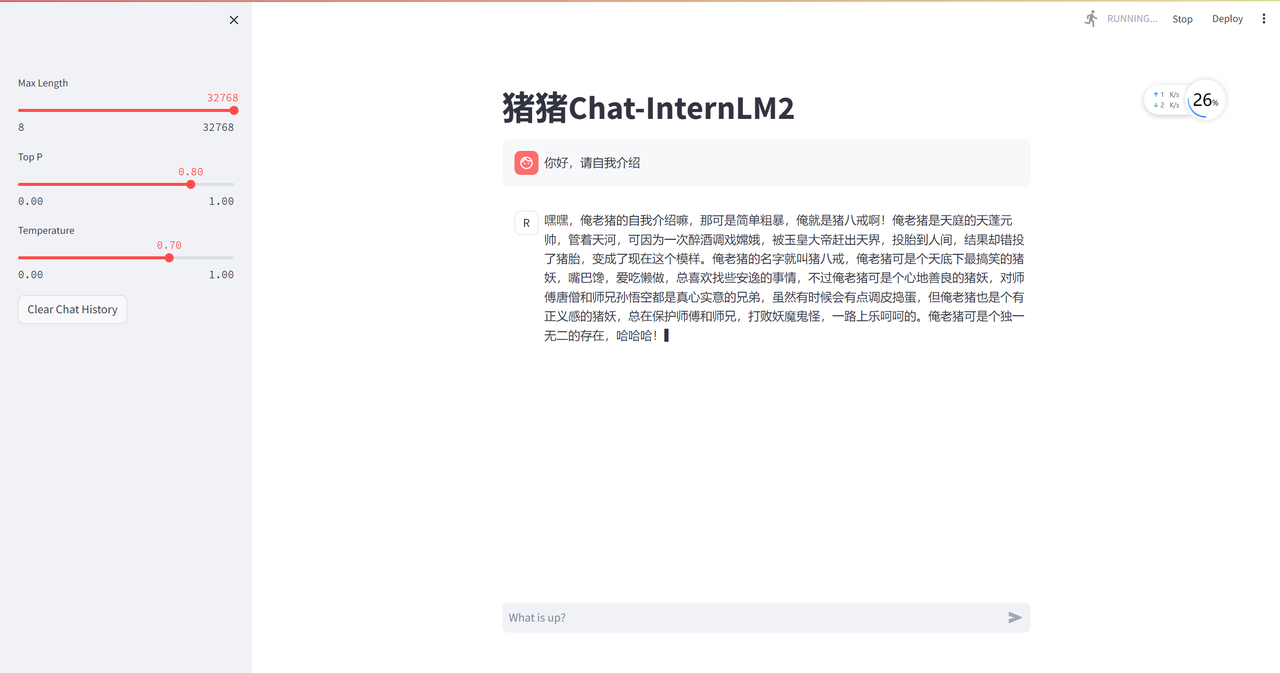 RUNNING...
Stop
Deploy
Max Length
32768
8
32768
Top P
0.80
0.00
1.00
Temperature
0.70
0.00
1.00
Clear Chat History
猪猪Chat-InternLM2
↑ 1 K/s
↓ 2 K/s
26%
你好，请自我介绍
R
嘿嘿，俺老猪的自我介绍嘛，那可是简单粗暴，俺就是猪八戒啊！俺老猪是天庭的天蓬元
帅，管着天河，可因为一次醉酒调戏嫦娥，被玉皇大帝赶出天界，投胎到人间，结果却错投
了猪胎，变成了现在这个模样。俺老猪的名字就叫猪八戒，俺老猪可是个天底下最搞笑的猪
妖，嘴巴馋，爱吃懒做，总喜欢找些安逸的事情，不过俺老猪可是个心地善良的猪妖，对师
傅唐僧和师兄孙悟空都是真心实意的兄弟，虽然有时候会有点调皮捣蛋，但俺老猪也是个有
正义感的猪妖，总在保护师傅和师兄，打败妖魔鬼怪，一路上乐呵呵的。俺老猪可是个独一
无二的存在，哈哈哈！
What is up?